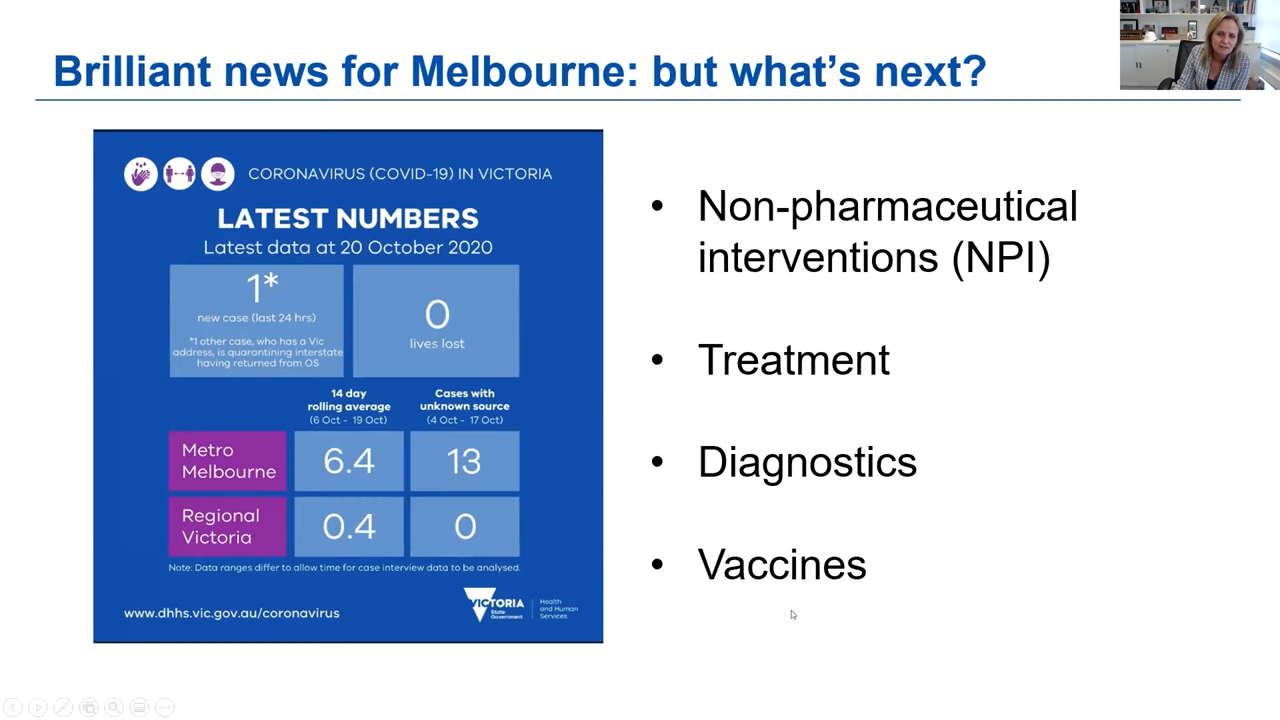 Brilliant news for Melbourne: but what's next?
CORONAVIRUS (COVID-19) IN VICTORIA
LATEST NUMBERS
Latest data at 20 October 2020
1*
new case (last 24 hrs)
*1 other case, who has a Vic
address, is quarantining interstate
having returned from OS
0
lives lost
14 day
rolling average
(6 Oct - 19 Oct)
Cases with
unknown source
(4 Oct - 17 Oct)
Metro
Melbourne
6.4
13
Regional
Victoria
0.4
0
Note: Data ranges differ to allow time for case interview data to be analysed.
www.dhhs.vic.gov.au/coronavirus
VICTORIA
State
Government
Health
and Human
Services
• Non-pharmaceutical
interventions (NPI)
• Treatment
• Diagnostics
• Vaccines